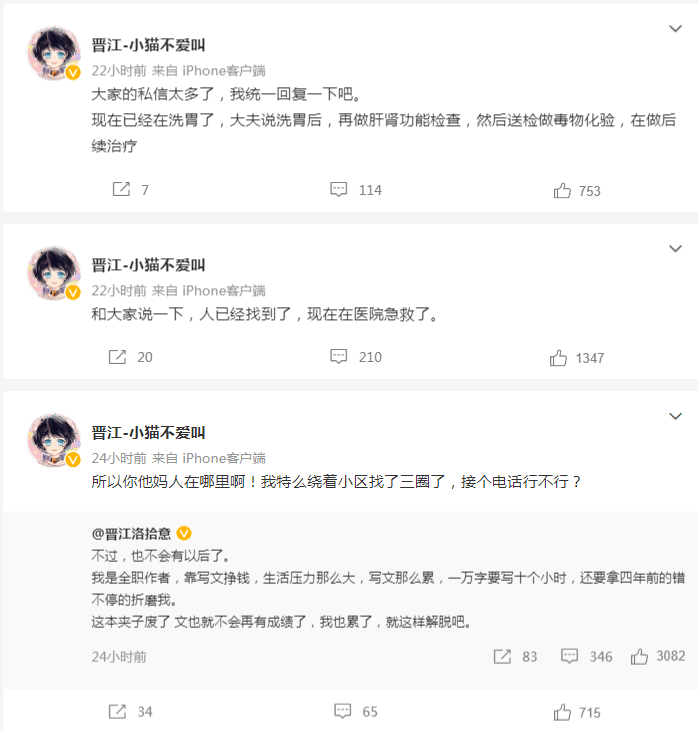 晋江-小猫不爱叫
22小时前 来自 iPhone客户端
大家的私信太多了，我统一回复一下吧。
现在已经在洗胃了，大夫说洗胃后，再做肝肾功能检查，然后送检做毒物化验，在做后
续治疗
7 114 753
晋江-小猫不爱叫
22小时前 来自 iPhone客户端
和大家说一下，人已经找到了，现在在医院急救了。
20 210 1347
晋江-小猫不爱叫
24小时前 来自 iPhone客户端
所以你他妈人在哪里啊！我特么绕着小区找了三圈了，接个电话行不行？
@晋江洛拾意
不过，也不会有以后了。
我是全职作者，靠写文挣钱，生活压力那么大，写文那么累，一万字要写十个小时，还要拿四年前的错
不停的折磨我。
这本夹子废了 文也就不会再有成绩了，我也累了，就这样解脱吧。
24小时前 83 346 3082
34 65 715